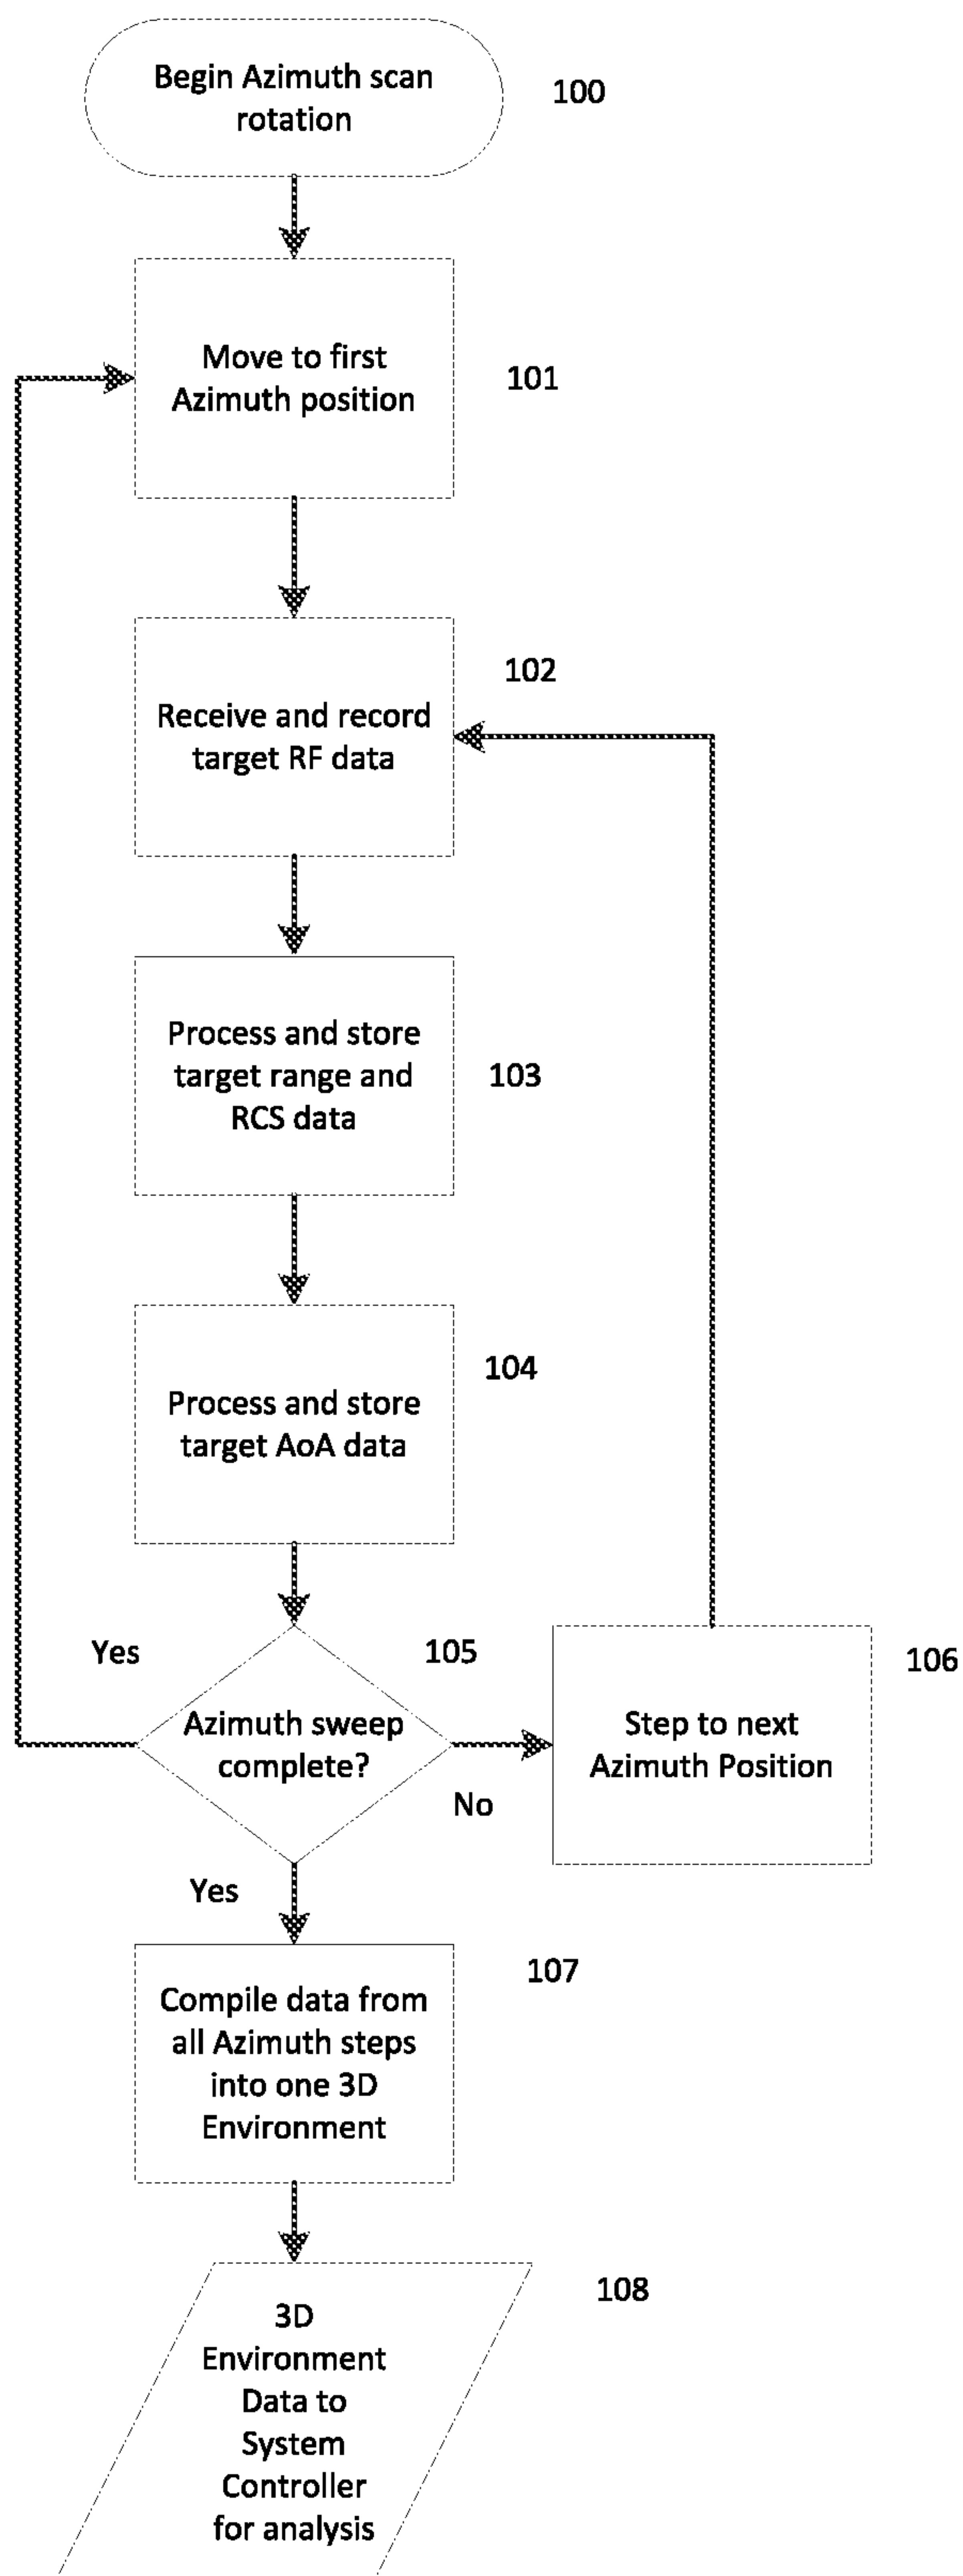 Begin Azimuth scan
rotation
100
Move to first
Azimuth position
101
102
Receive and record
target RF data
Process and store
target range and
RCS data
103
104
Process and store
target AoA data
Yes
105
106
Azimuth sweep
complete?
Step to next
Azimuth Position
No
Yes
107
Compile data from
all Azimuth steps
into one 3D
Environment
108
3D
Environment
Data to
System
Controller
for analysis